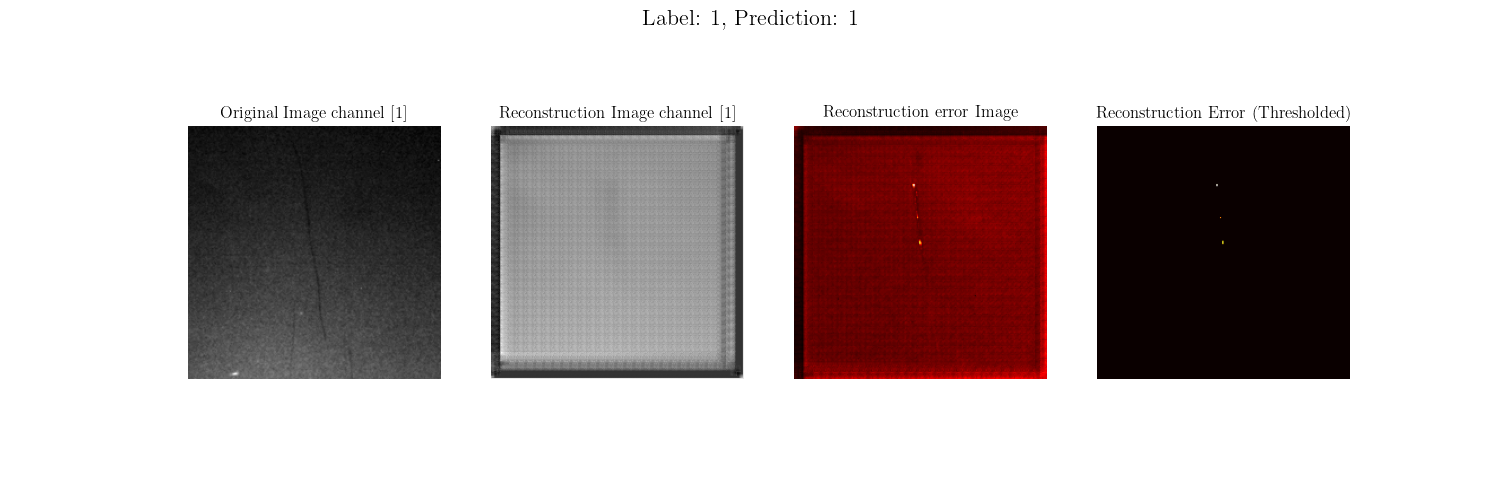 Label: 1, Prediction: 1
Original Image channel [1]
Reconstruction Image channel [1]
Reconstruction error Image
Reconstruction Error (Thresholded)